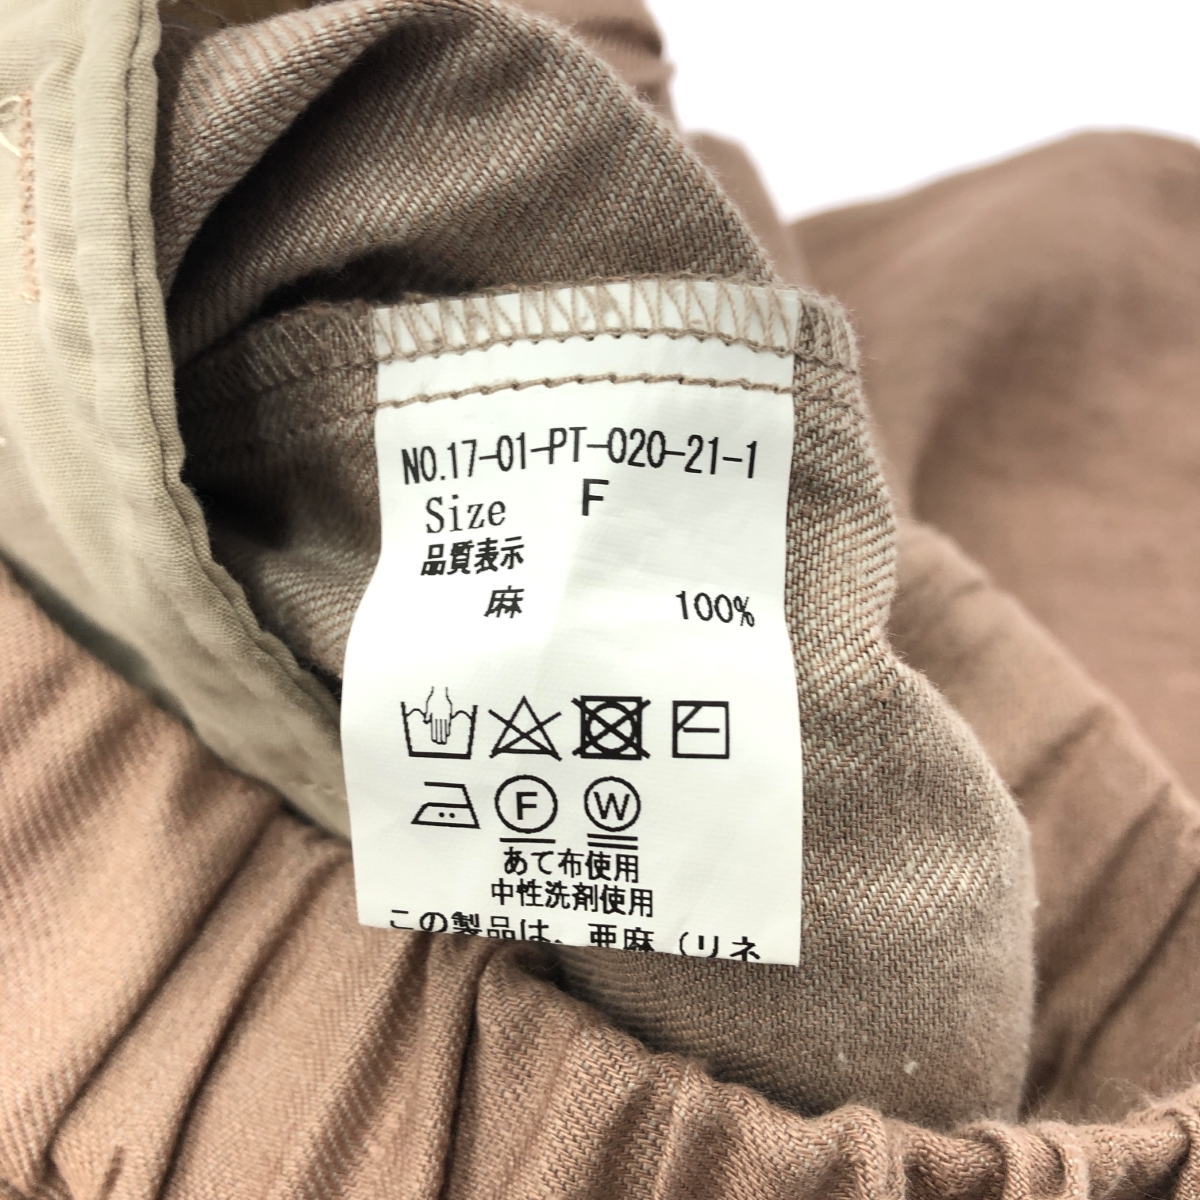 NO.17-01-PT-020-21-1
Size F
品質表示
麻 100%
F W
あて布使用
中性洗剤使用
この製品は、亜麻（リネ